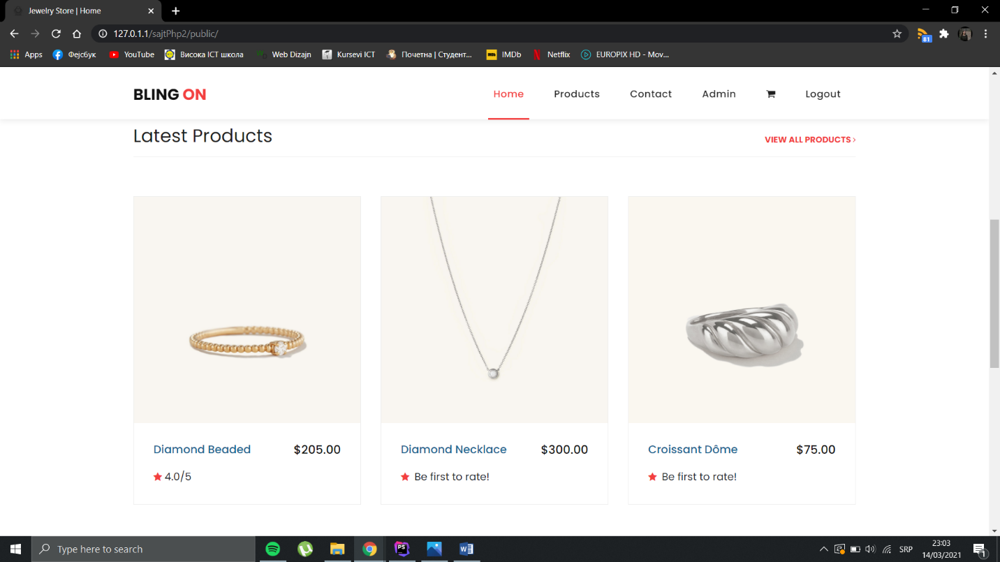 Jewelry Store | Home
127.0.1.1/sajtPhp2/public/
81
Apps Фејсбук YouTube Висока ICT школа Web Dizajn Kursevi ICT Почетна | Студент... IMDb Netflix EUROPIX HD - Mov...
BLING ON Home Products Contact Admin Logout
Latest Products VIEW ALL PRODUCTS
Diamond Beaded $205.00
4.0/5
Diamond Necklace $300.00
Be first to rate!
Croissant Dôme $75.00
Be first to rate!
Type here to search
PS
W
SRP
23:03
14/03/2021
1